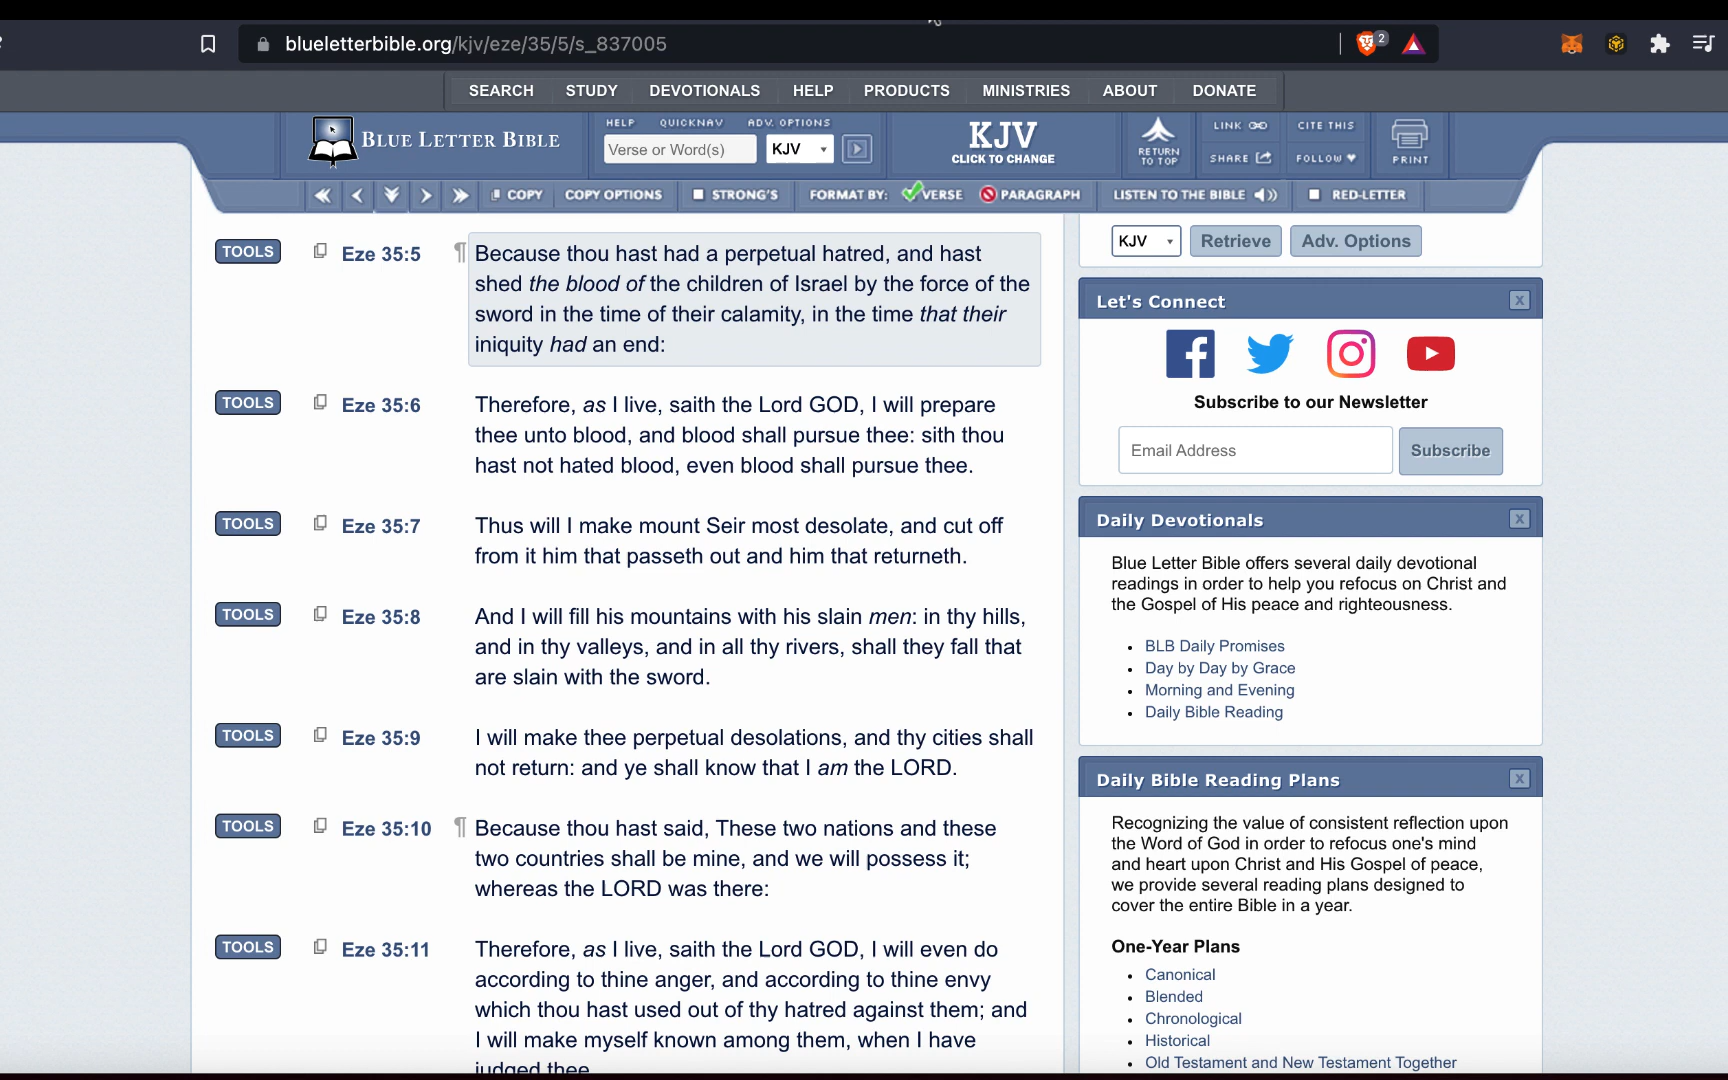 blueletterbible.org/kjv/eze/35/5/s_837005
2
SEARCH STUDY DEVOTIONALS HELP PRODUCTS MINISTRIES ABOUT DONATE
BLUE LETTER BIBLE
HELP QUICKNAV ADV. OPTIONS
Verse or Word(s) KJV
KJV
CLICK TO CHANGE
RETURN
TO TOP
LINK CITE THIS
SHARE FOLLOW
PRINT
COPY COPY OPTIONS STRONG'S FORMAT BY: VERSE PARAGRAPH LISTEN TO THE BIBLE RED-LETTER
TOOLS Eze 35:5 ¶ Because thou hast had a perpetual hatred, and hast
shed the blood of the children of Israel by the force of the
sword in the time of their calamity, in the time that their
iniquity had an end:
TOOLS Eze 35:6 Therefore, as I live, saith the Lord GOD, I will prepare
thee unto blood, and blood shall pursue thee: sith thou
hast not hated blood, even blood shall pursue thee.
TOOLS Eze 35:7 Thus will I make mount Seir most desolate, and cut off
from it him that passeth out and him that returneth.
TOOLS Eze 35:8 And I will fill his mountains with his slain men: in thy hills,
and in thy valleys, and in all thy rivers, shall they fall that
are slain with the sword.
TOOLS Eze 35:9 I will make thee perpetual desolations, and thy cities shall
not return: and ye shall know that I am the LORD.
TOOLS Eze 35:10 ¶ Because thou hast said, These two nations and these
two countries shall be mine, and we will possess it;
whereas the LORD was there:
TOOLS Eze 35:11 Therefore, as I live, saith the Lord GOD, I will even do
according to thine anger, and according to thine envy
which thou hast used out of thy hatred against them; and
I will make myself known among them, when I have
judged thee.
KJV Retrieve Adv. Options
Let's Connect X
Subscribe to our Newsletter
Email Address Subscribe
Daily Devotionals X
Blue Letter Bible offers several daily devotional
readings in order to help you refocus on Christ and
the Gospel of His peace and righteousness.
• BLB Daily Promises
• Day by Day by Grace
• Morning and Evening
• Daily Bible Reading
Daily Bible Reading Plans X
Recognizing the value of consistent reflection upon
the Word of God in order to refocus one's mind
and heart upon Christ and His Gospel of peace,
we provide several reading plans designed to
cover the entire Bible in a year.
One-Year Plans
• Canonical
• Blended
• Chronological
• Historical
• Old Testament and New Testament Together